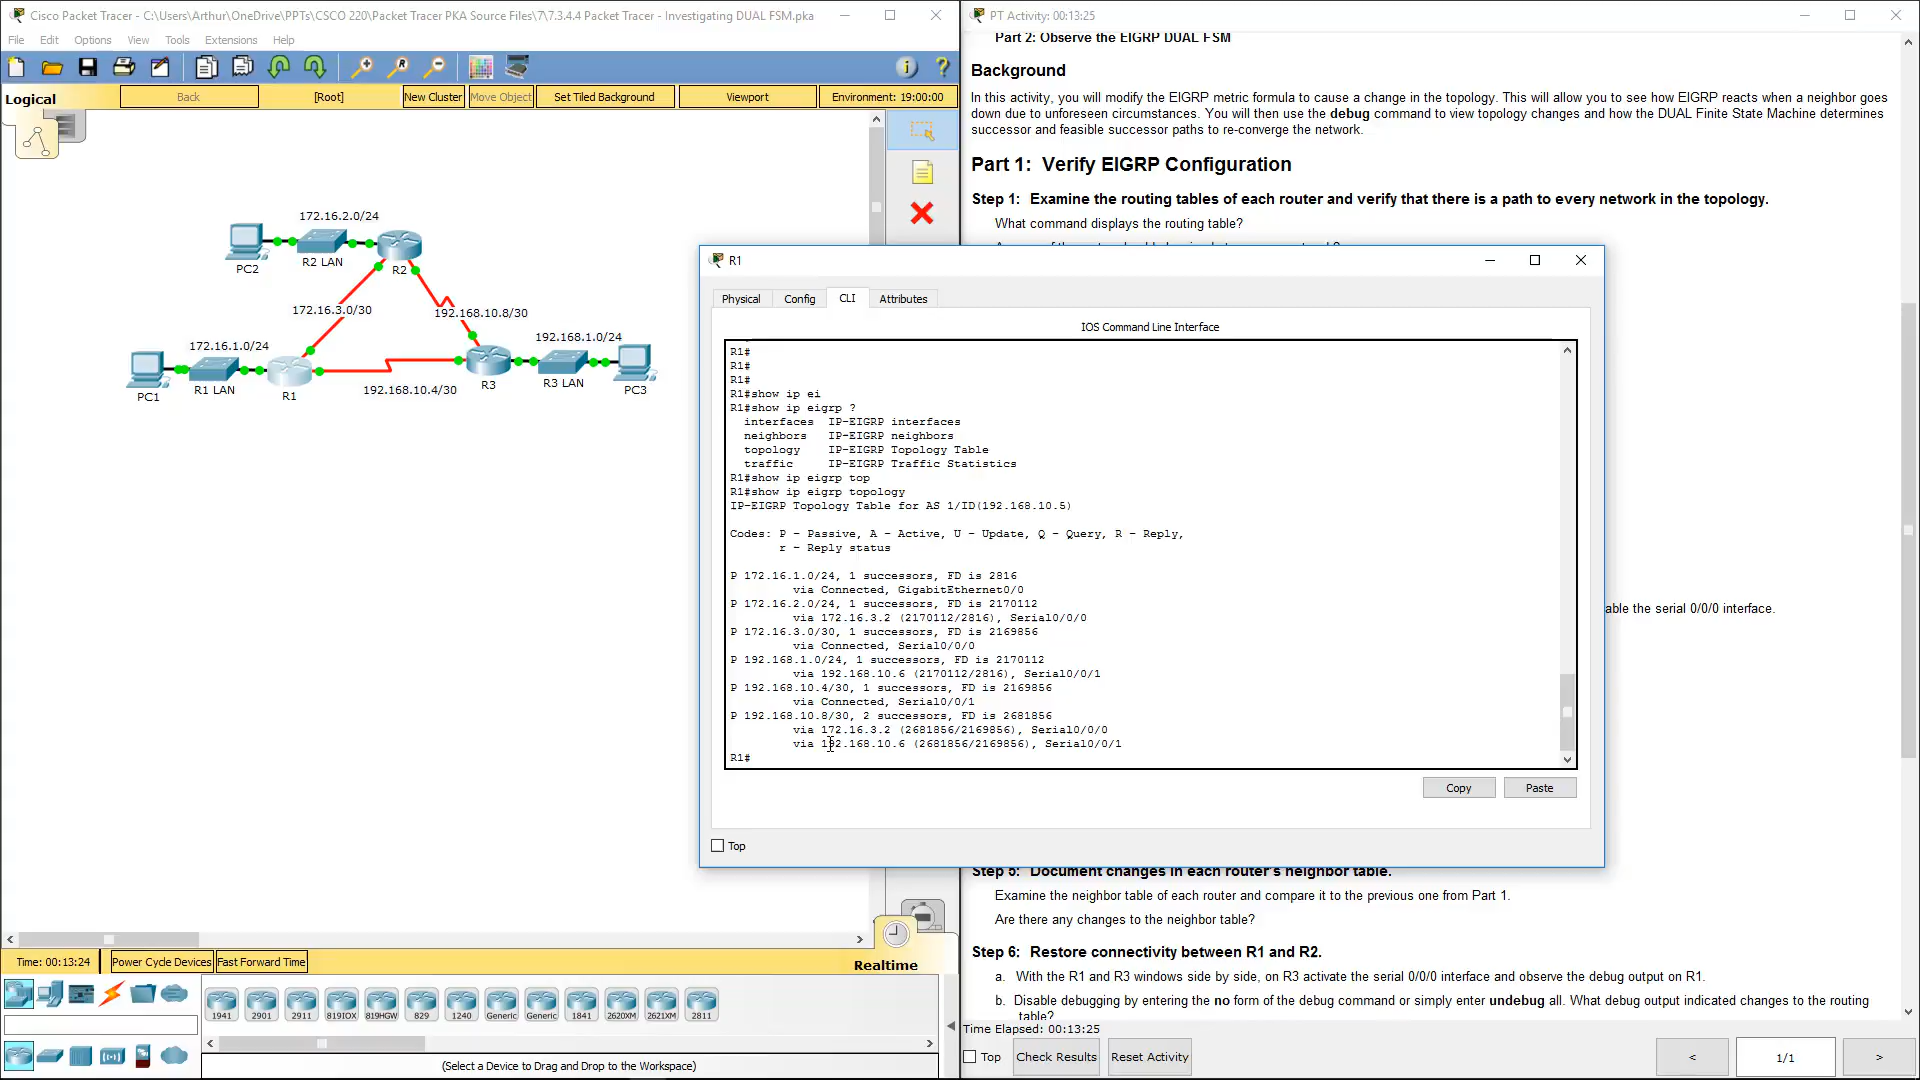 Cisco Packet Tracer - C:\Users\Arthur\OneDrive\PPTs\CSCO 220\Packet Tracer PKA Source Files\7\7.3.4.4 Packet Tracer - Investigating DUAL FSM.pka
File Edit Options View Tools Extensions Help
Logical
Back
[Root]
New Cluster
Move Object
Set Tiled Background
Viewport
Environment: 19:00:00
172.16.2.0/24
PC2
R2 LAN
R2
172.16.3.0/30
192.168.10.8/30
172.16.1.0/24
192.168.1.0/24
PC1
R1 LAN
R1
192.168.10.4/30
R3
R3 LAN
PC3
Time: 00:13:24
Power Cycle Devices
Fast Forward Time
Realtime
1941
2901
2911
819IOX
819HGW
829
1240
Generic
Generic
1841
2620XM
2621XM
2811
(Select a Device to Drag and Drop to the Workspace)
PT Activity: 00:13:25
Part 2: Observe the EIGRP DUAL FSM
Background
In this activity, you will modify the EIGRP metric formula to cause a change in the topology. This will allow you to see how EIGRP reacts when a neighbor goes
down due to unforeseen circumstances. You will then use the debug command to view topology changes and how the DUAL Finite State Machine determines
successor and feasible successor paths to re-converge the network.
Part 1: Verify EIGRP Configuration
Step 1: Examine the routing tables of each router and verify that there is a path to every network in the topology.
What command displays the routing table?
R1
Physical
Config
CLI
Attributes
IOS Command Line Interface
R1#
R1#
R1#
R1#show ip ei
R1#show ip eigrp ?
interfaces IP-EIGRP interfaces
neighbors IP-EIGRP neighbors
topology IP-EIGRP Topology Table
traffic IP-EIGRP Traffic Statistics
R1#show ip eigrp top
R1#show ip eigrp topology
IP-EIGRP Topology Table for AS 1/ID(192.168.10.5)
Codes: P - Passive, A - Active, U - Update, Q - Query, R - Reply,
r - Reply status
P 172.16.1.0/24, 1 successors, FD is 2816
via Connected, GigabitEthernet0/0
P 172.16.2.0/24, 1 successors, FD is 2170112
via 172.16.3.2 (2170112/2816), Serial0/0/0
P 172.16.3.0/30, 1 successors, FD is 2169856
via Connected, Serial0/0/0
P 192.168.1.0/24, 1 successors, FD is 2170112
via 192.168.10.6 (2170112/2816), Serial0/0/1
P 192.168.10.4/30, 1 successors, FD is 2169856
via Connected, Serial0/0/1
P 192.168.10.8/30, 2 successors, FD is 2681856
via 172.16.3.2 (2681856/2169856), Serial0/0/0
via 192.168.10.6 (2681856/2169856), Serial0/0/1
R1#
Copy
Paste
Top
able the serial 0/0/0 interface.
Step 5: Document changes in each router's neighbor table.
Examine the neighbor table of each router and compare it to the previous one from Part 1.
Are there any changes to the neighbor table?
Step 6: Restore connectivity between R1 and R2.
a. With the R1 and R3 windows side by side, on R3 activate the serial 0/0/0 interface and observe the debug output on R1.
b. Disable debugging by entering the no form of the debug command or simply enter undebug all. What debug output indicated changes to the routing
table?
Time Elapsed: 00:13:25
Top
Check Results
Reset Activity
<
1/1
>